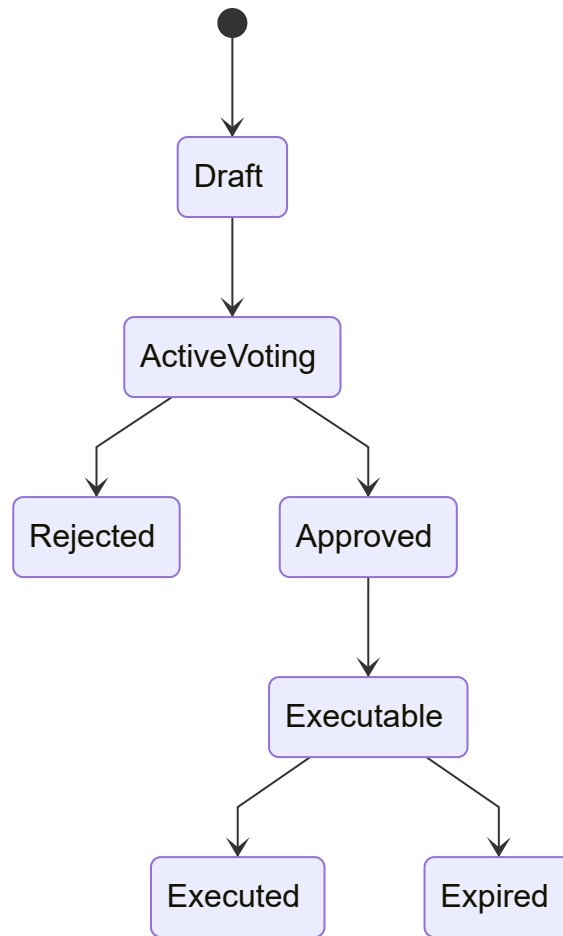 Draft
ActiveVoting
Rejected
Approved
Executable
Executed
Expired